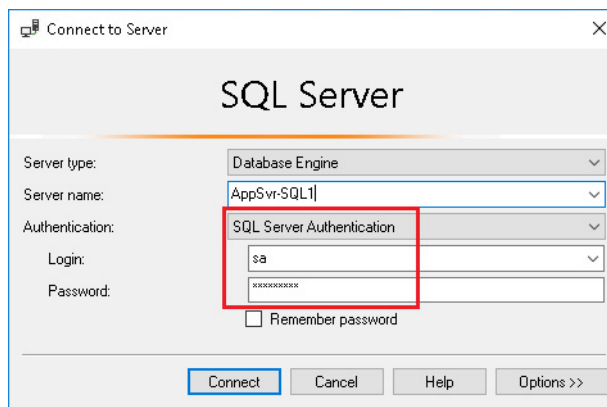 Connect to Server
SQL Server
Server type: Database Engine
Server name: AppSvr-SQL1
Authentication: SQL Server Authentication
Login: sa
Password: *********
Remember password
Connect Cancel Help Options >>